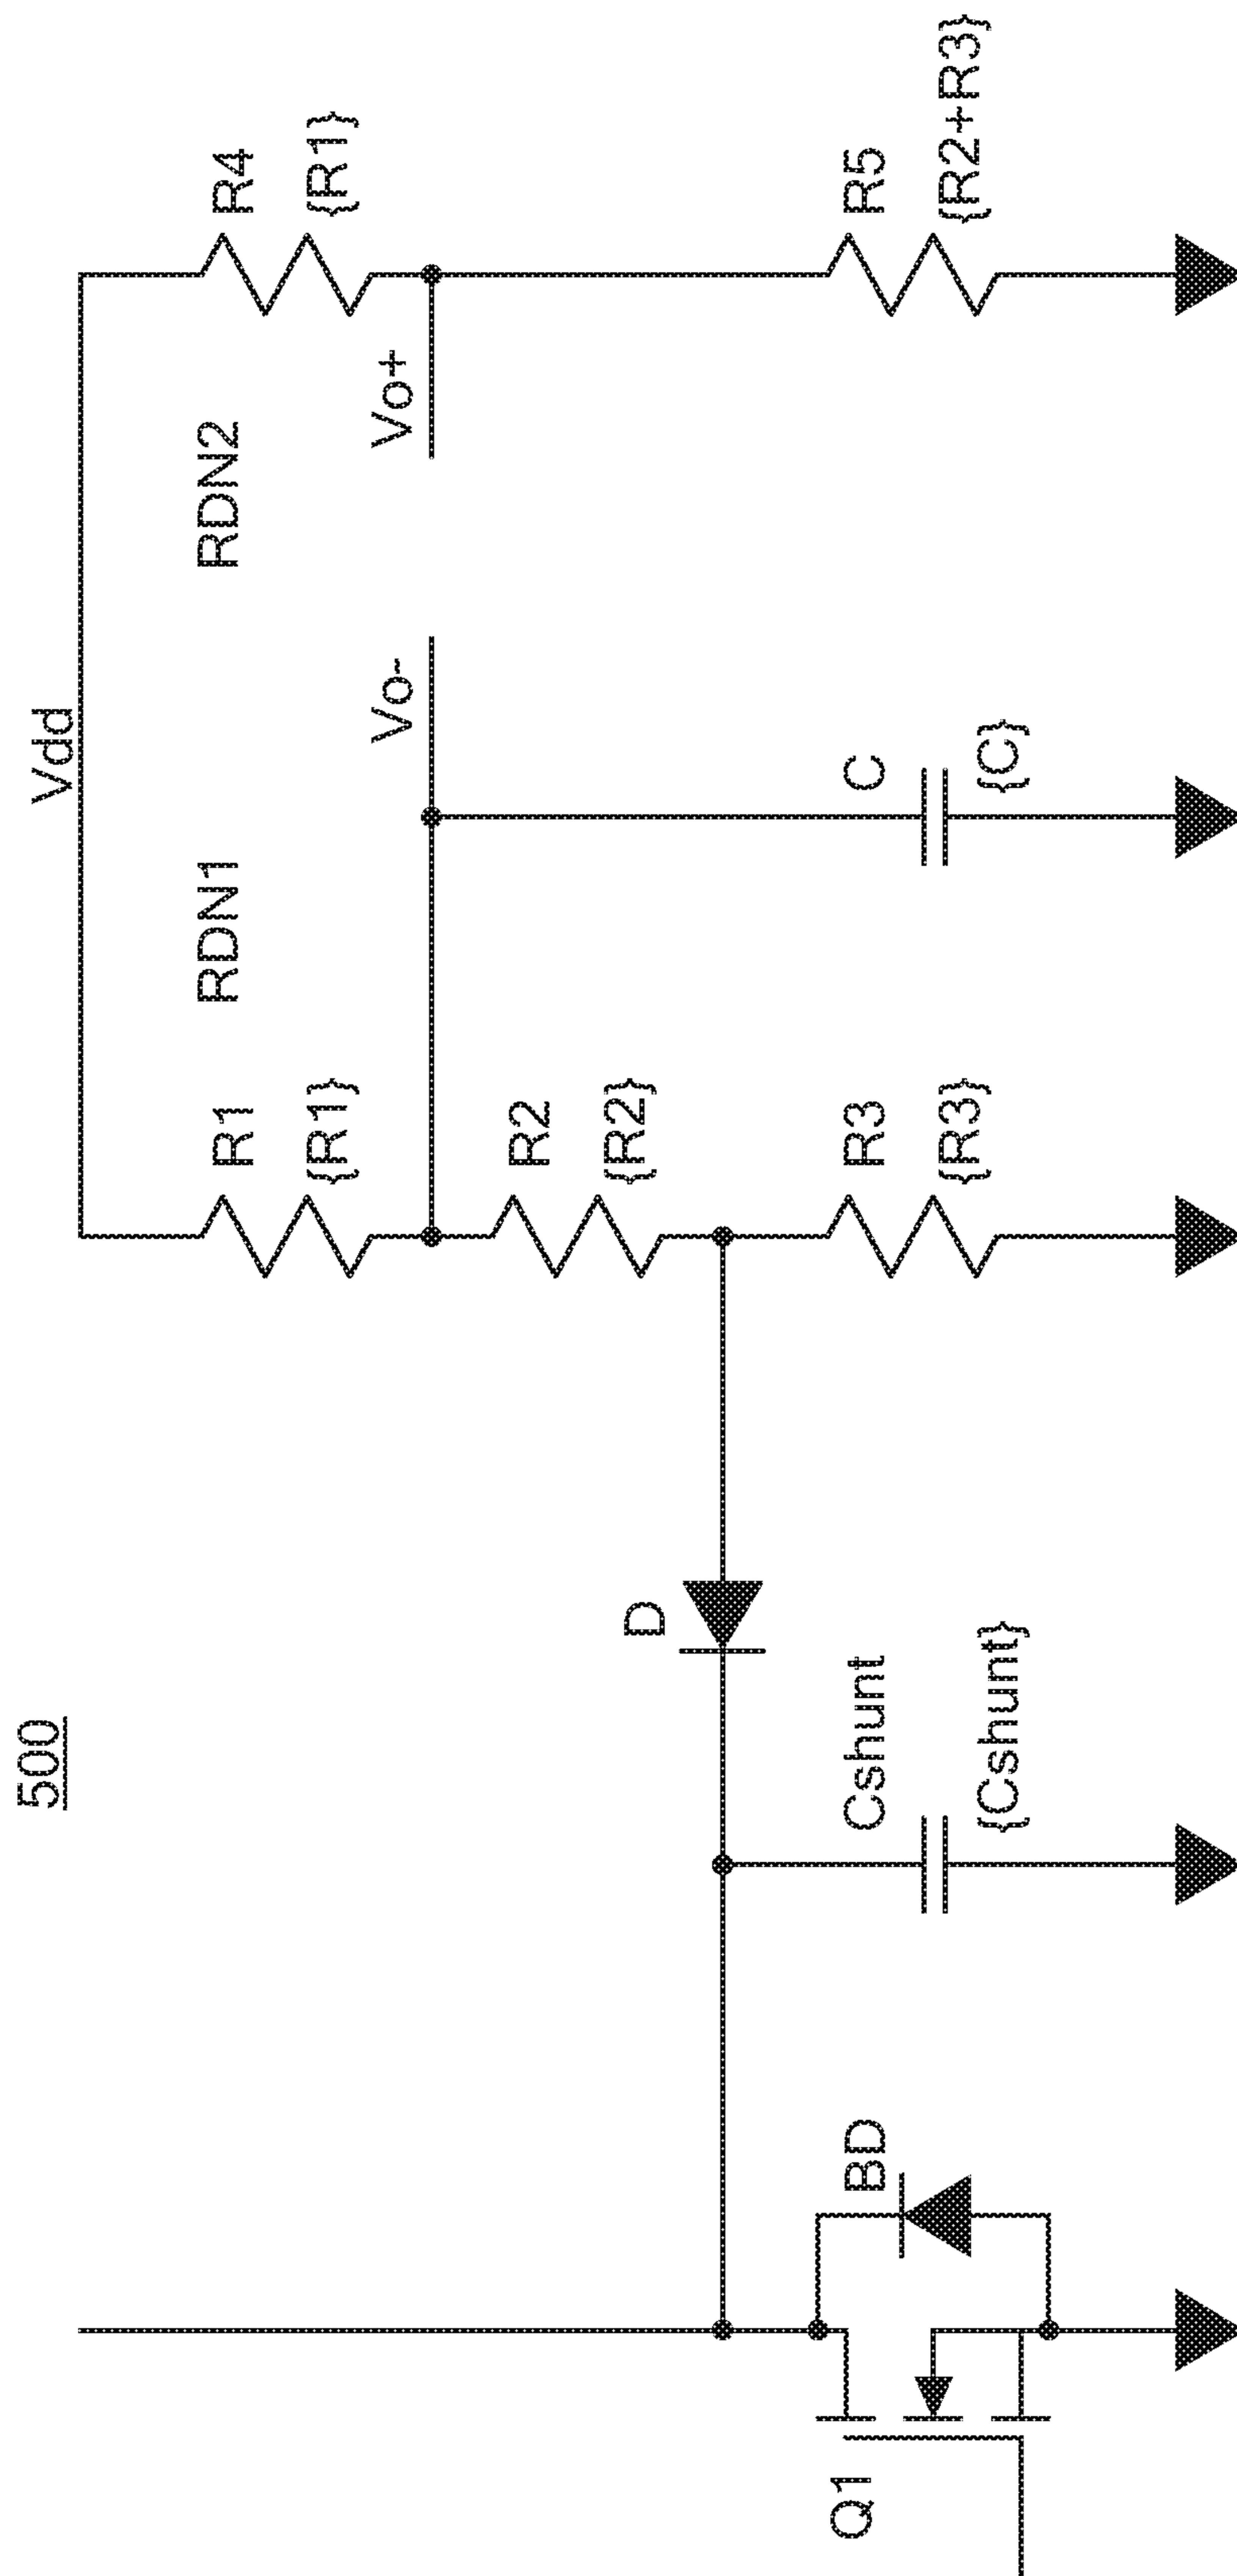 500
Vdd
RDN1
RDN2
R1
{R1}
R4
{R1}
Vo-
Vo+
R2
{R2}
D
Q1
BD
Cshunt
{Cshunt}
R3
{R3}
C
{C}
R5
{R2+R3}